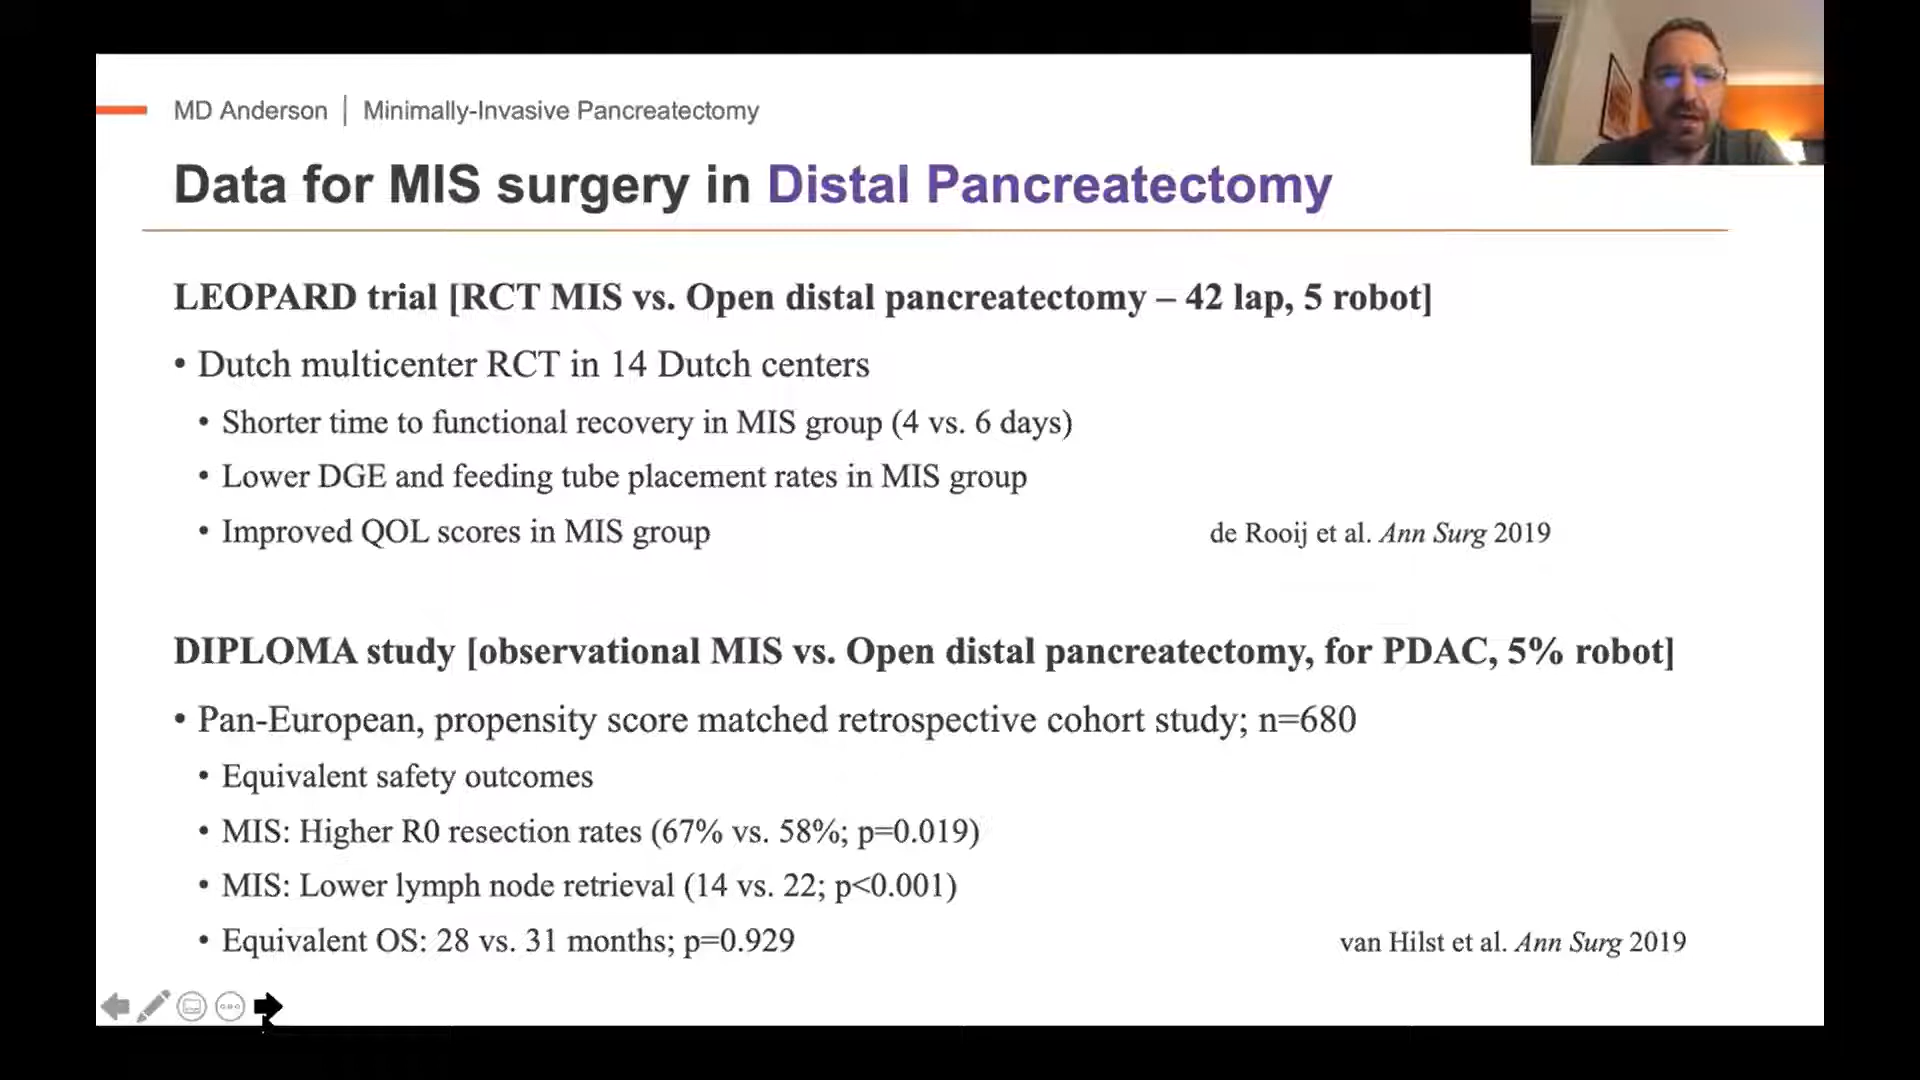 MD Anderson | Minimally-Invasive Pancreatectomy
Data for MIS surgery in Distal Pancreatectomy
LEOPARD trial [RCT MIS vs. Open distal pancreatectomy – 42 lap, 5 robot]
• Dutch multicenter RCT in 14 Dutch centers
• Shorter time to functional recovery in MIS group (4 vs. 6 days)
• Lower DGE and feeding tube placement rates in MIS group
• Improved QOL scores in MIS group
de Rooij et al. Ann Surg 2019
DIPLOMA study [observational MIS vs. Open distal pancreatectomy, for PDAC, 5% robot]
• Pan-European, propensity score matched retrospective cohort study; n=680
• Equivalent safety outcomes
• MIS: Higher R0 resection rates (67% vs. 58%; p=0.019)
• MIS: Lower lymph node retrieval (14 vs. 22; p<0.001)
• Equivalent OS: 28 vs. 31 months; p=0.929
van Hilst et al. Ann Surg 2019